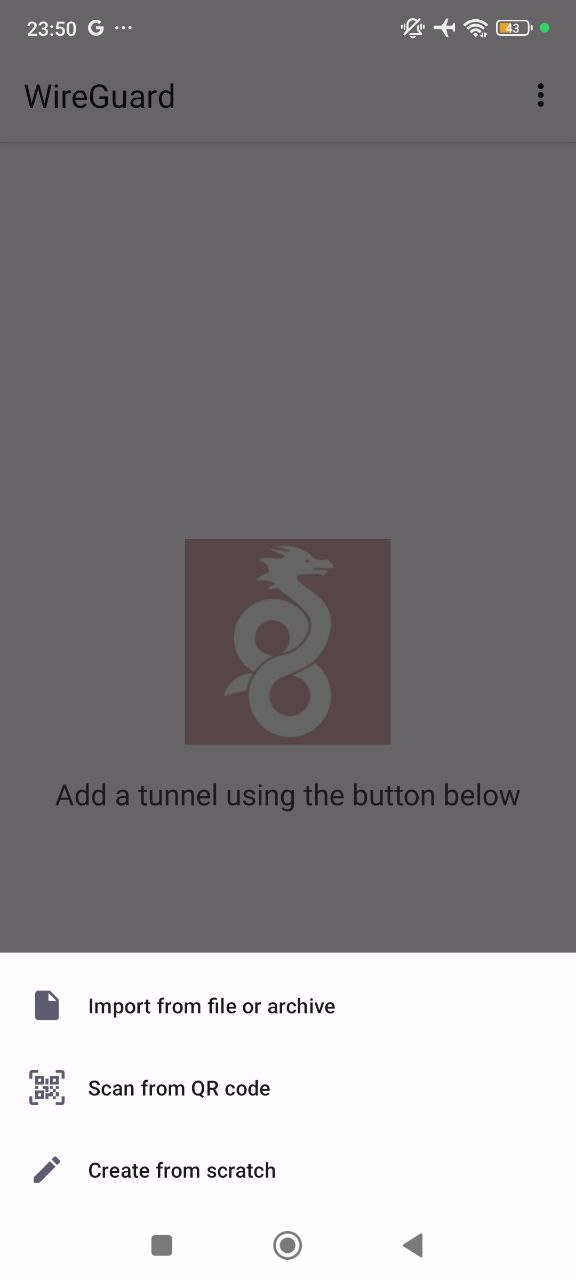 23:50 G ...
43
WireGuard
Add a tunnel using the button below
Import from file or archive
Scan from QR code
Create from scratch